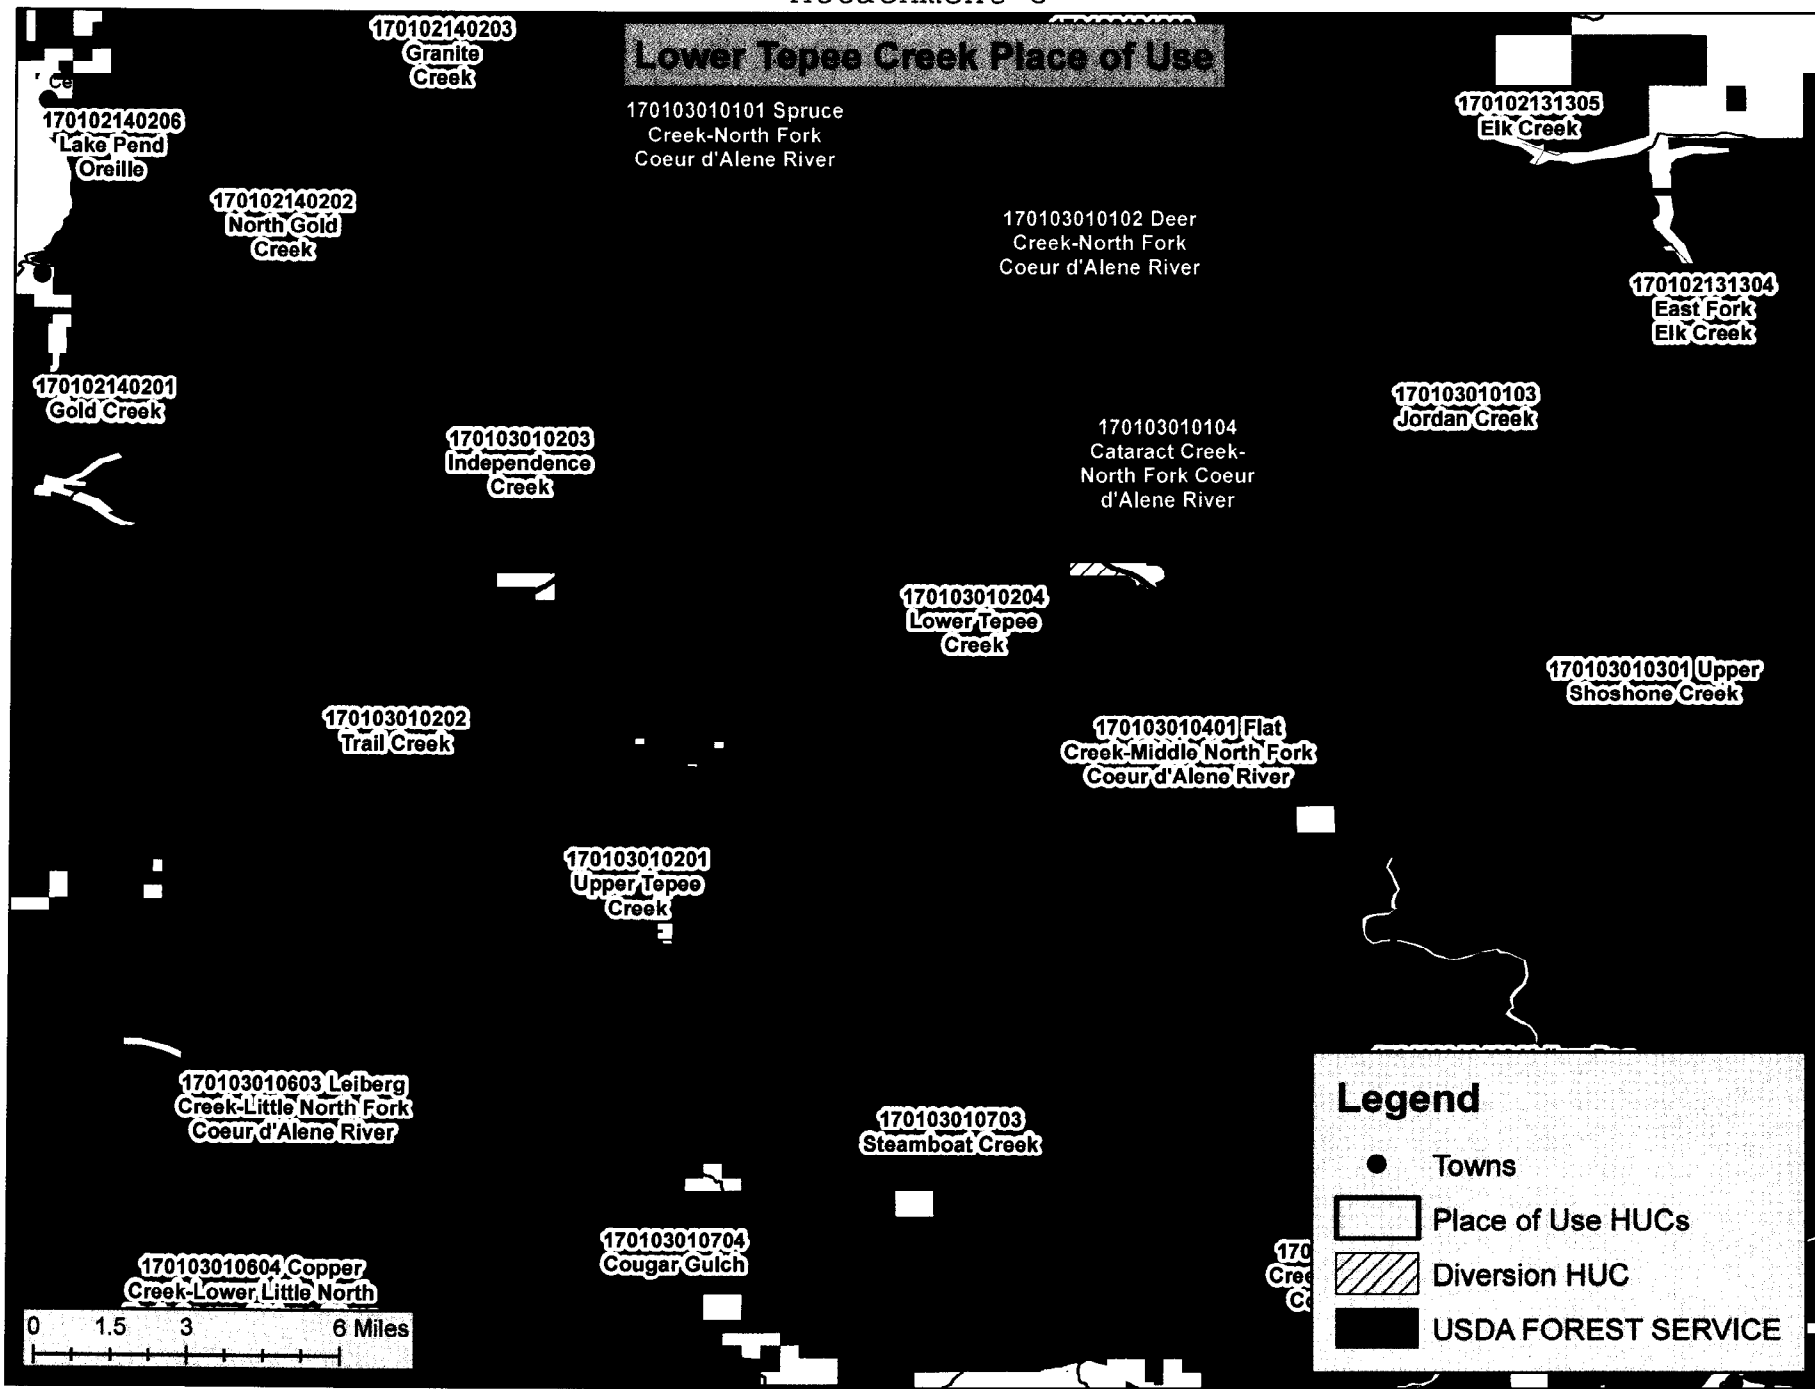 170102140203
Granite
Creek
Lower Tepee Creek Place of Use
170103010101 Spruce
Creek-North Fork
Coeur d'Alene River
170102131305
Elk Creek
Ce
170102140206
Lake Pend
Oreille
170102140202
North Gold
Creek
170103010102 Deer
Creek-North Fork
Coeur d'Alene River
170102131304
East Fork
Elk Creek
170102140201
Gold Creek
170103010203
Independence
Creek
170103010104
Cataract Creek-
North Fork Coeur
d'Alene River
170103010103
Jordan Creek
170103010204
Lower Tepee
Creek
170103010301 Upper
Shoshone Creek
170103010202
Trail Creek
170103010401 Flat
Creek-Middle North Fork
Coeur d'Alene River
170103010201
Upper Tepee
Creek
170103010603 Leiberg
Creek-Little North Fork
Coeur d'Alene River
170103010703
Steamboat Creek
170103010704
Cougar Gulch
170103010604 Copper
Creek-Lower Little North
170
Cree
Co
0 1.5 3 6 Miles
Legend
Towns
Place of Use HUCs
Diversion HUC
USDA FOREST SERVICE